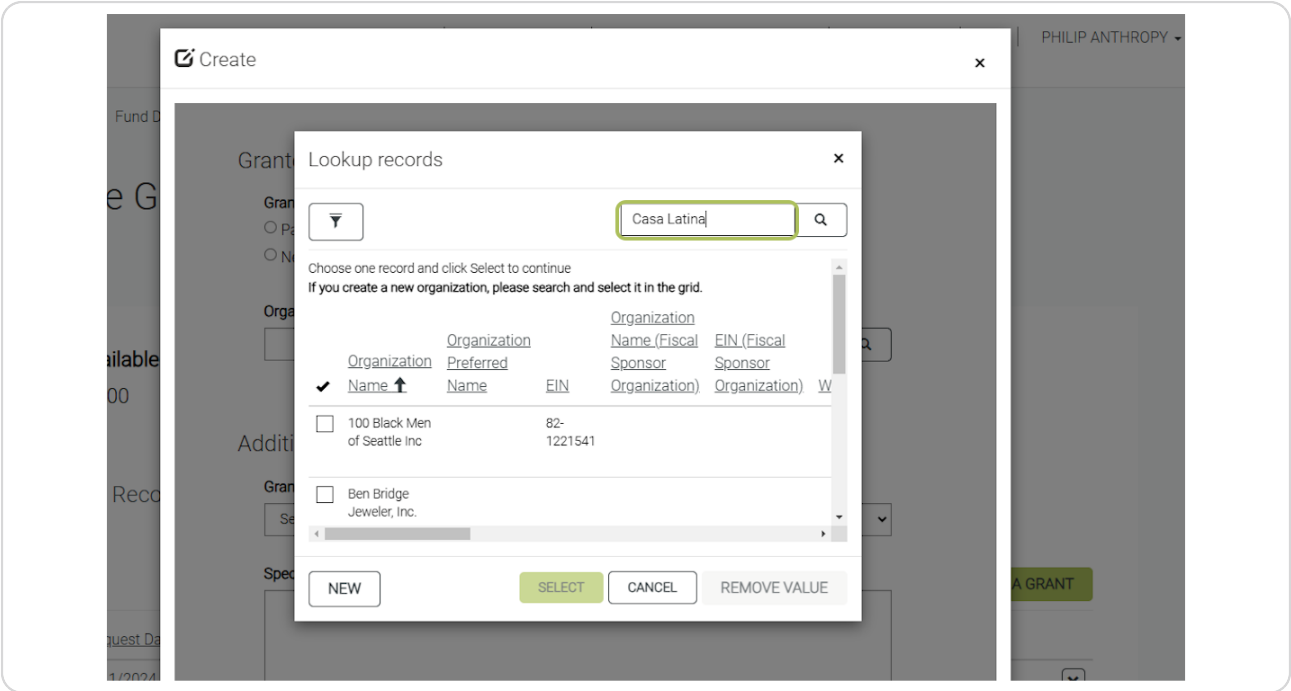 PHILIP ANTHROPY
Create
×
Fund D
Grant
e G
Lookup records
×
Gran
Pa
Casa Latina
Ne
Choose one record and click Select to continue
If you create a new organization, please search and select it in the grid.
Orga
Organization Name
Organization Preferred Name
EIN
Organization Name (Fiscal Sponsor Organization)
EIN (Fiscal Sponsor Organization)
W
ailable
00
100 Black Men
of Seattle Inc
82-
1221541
Additi
Reco
Gran
Ben Bridge
Jeweler, Inc.
Se
Spec
NEW
SELECT
CANCEL
REMOVE VALUE
A GRANT
quest Da
1/2024